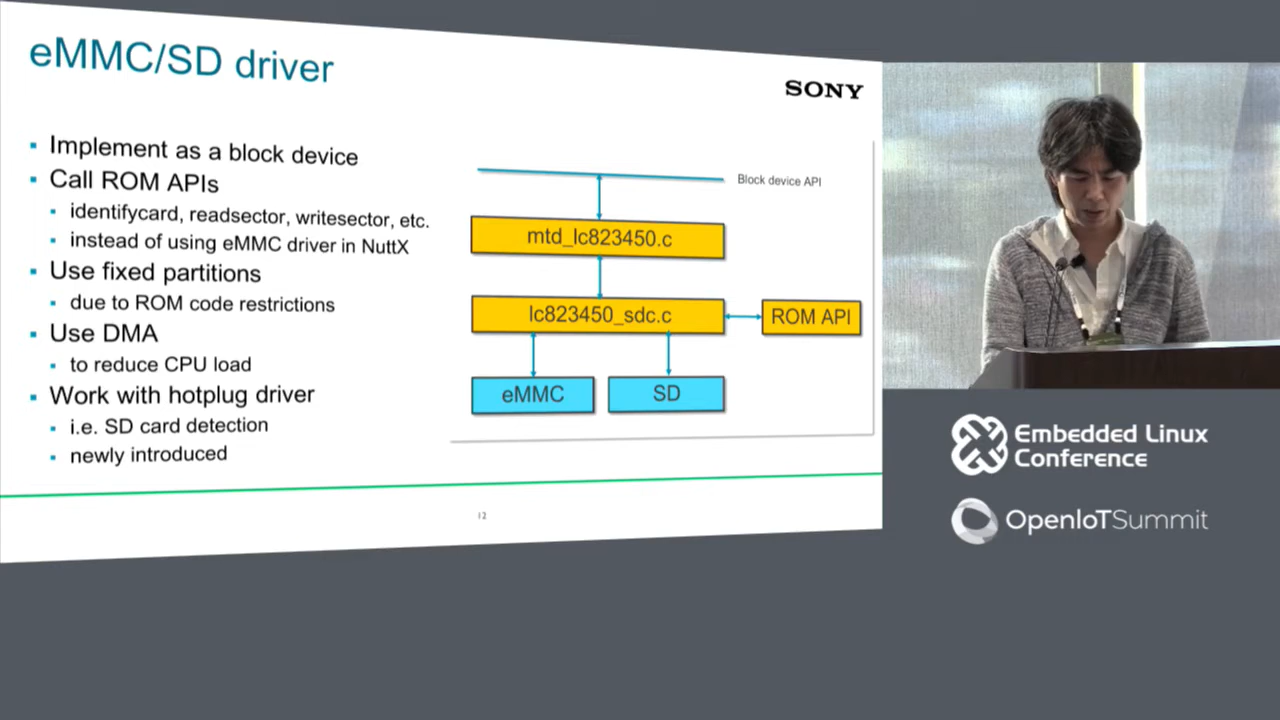 eMMC/SD driver
SONY
Implement as a block device
Call ROM APIs
identifycard, readsector, writesector, etc.
instead of using eMMC driver in NuttX
Use fixed partitions
due to ROM code restrictions
Use DMA
to reduce CPU load
Work with hotplug driver
i.e. SD card detection
newly introduced
Block device API
mtd_lc823450.c
lc823450_sdc.c
ROM API
eMMC
SD
12
Embedded Linux
Conference
OpenIoTSummit